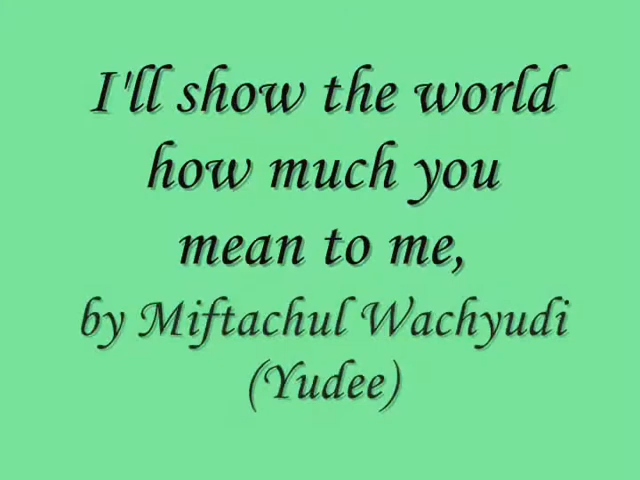 I'll show the world
how much you
mean to me,
by Miftachul Wachyudi
(Yudee)